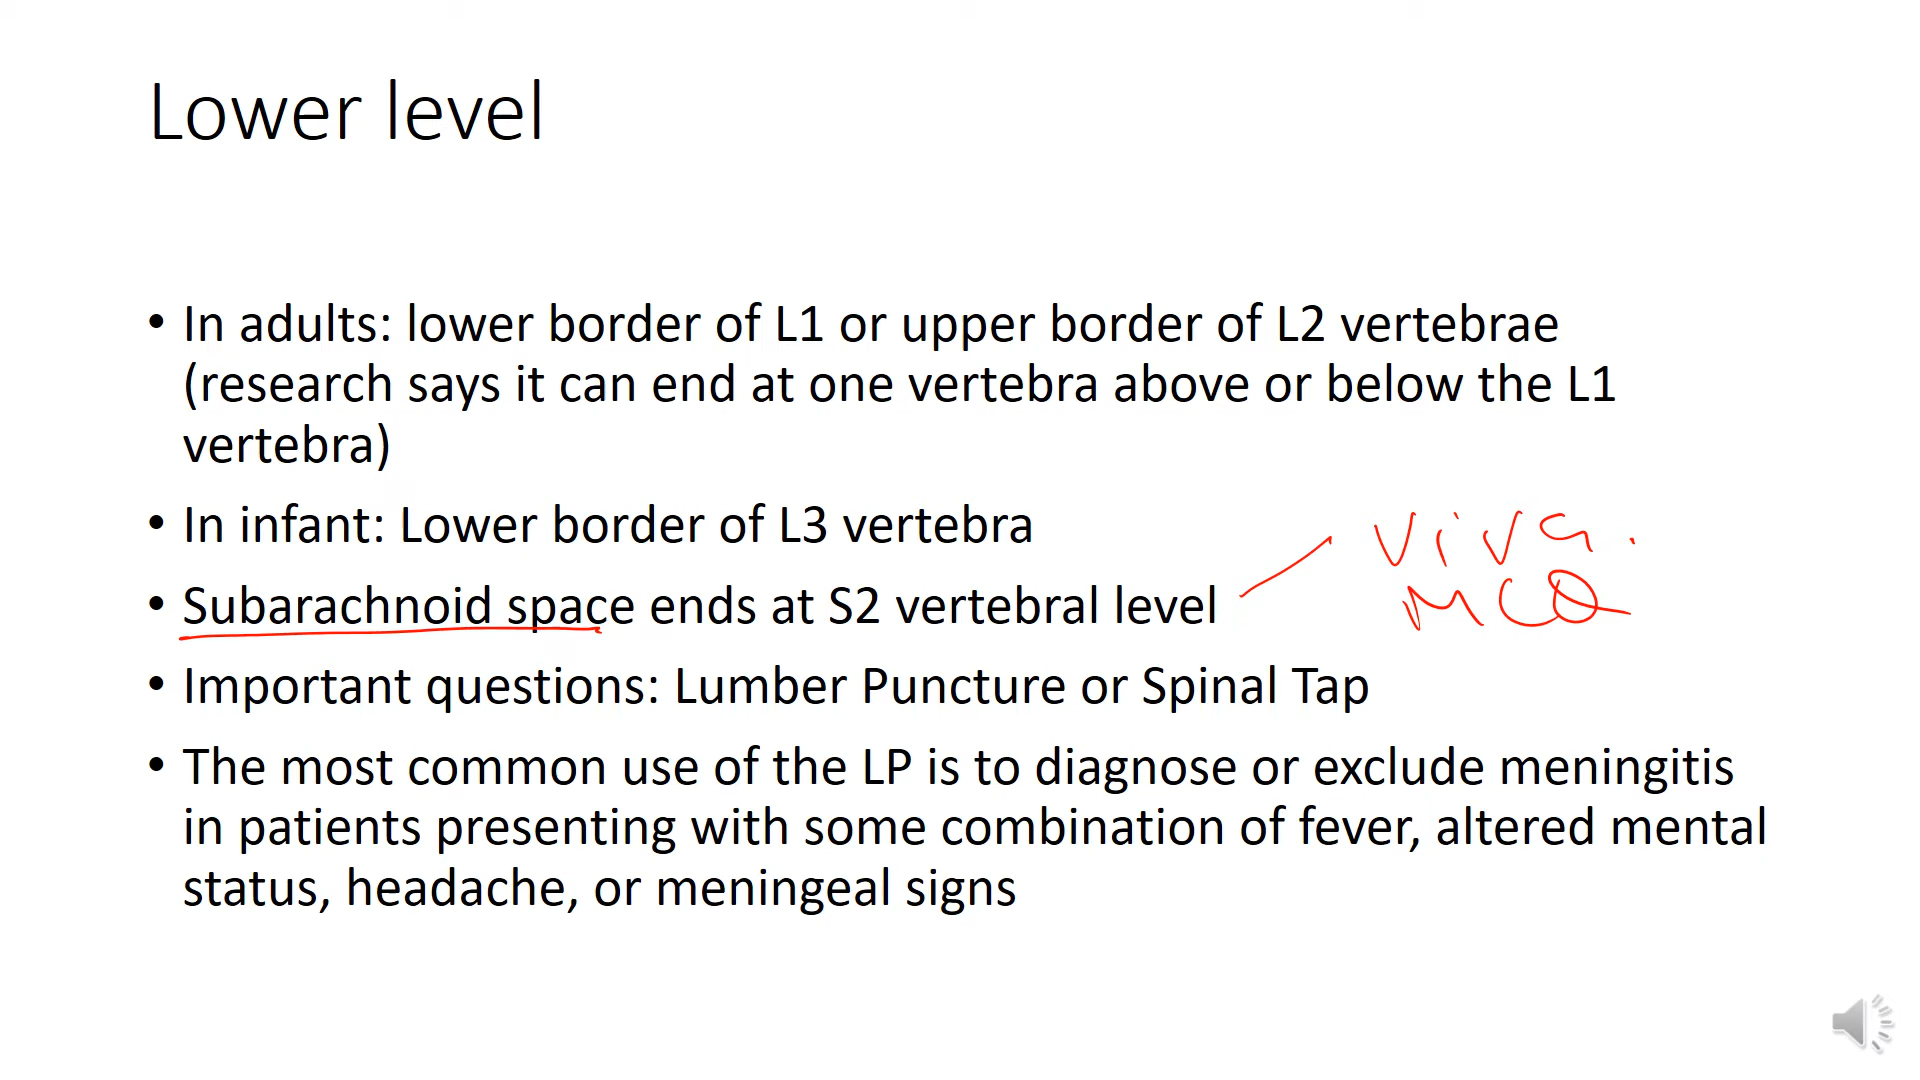 Lower level
• In adults: lower border of L1 or upper border of L2 vertebrae
(research says it can end at one vertebra above or below the L1
vertebra)
• In infant: Lower border of L3 vertebra
• Subarachnoid space ends at S2 vertebral level
Viva.
MCQ
• Important questions: Lumber Puncture or Spinal Tap
• The most common use of the LP is to diagnose or exclude meningitis
in patients presenting with some combination of fever, altered mental
status, headache, or meningeal signs